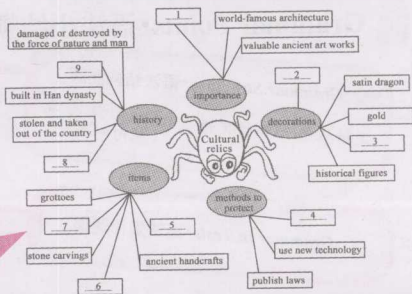 1
world-famous architecture
valuable ancient art works
importance
damaged or destroyed by
the force of nature and man
9
built in Han dynasty
stolen and taken
out of the country
8
history
2
satin dragon
gold
3
historical figures
decorations
Cultural
relics
items
grottoes
7
stone carvings
6
5
ancient handcrafts
methods to
protect
4
use new technology
publish laws